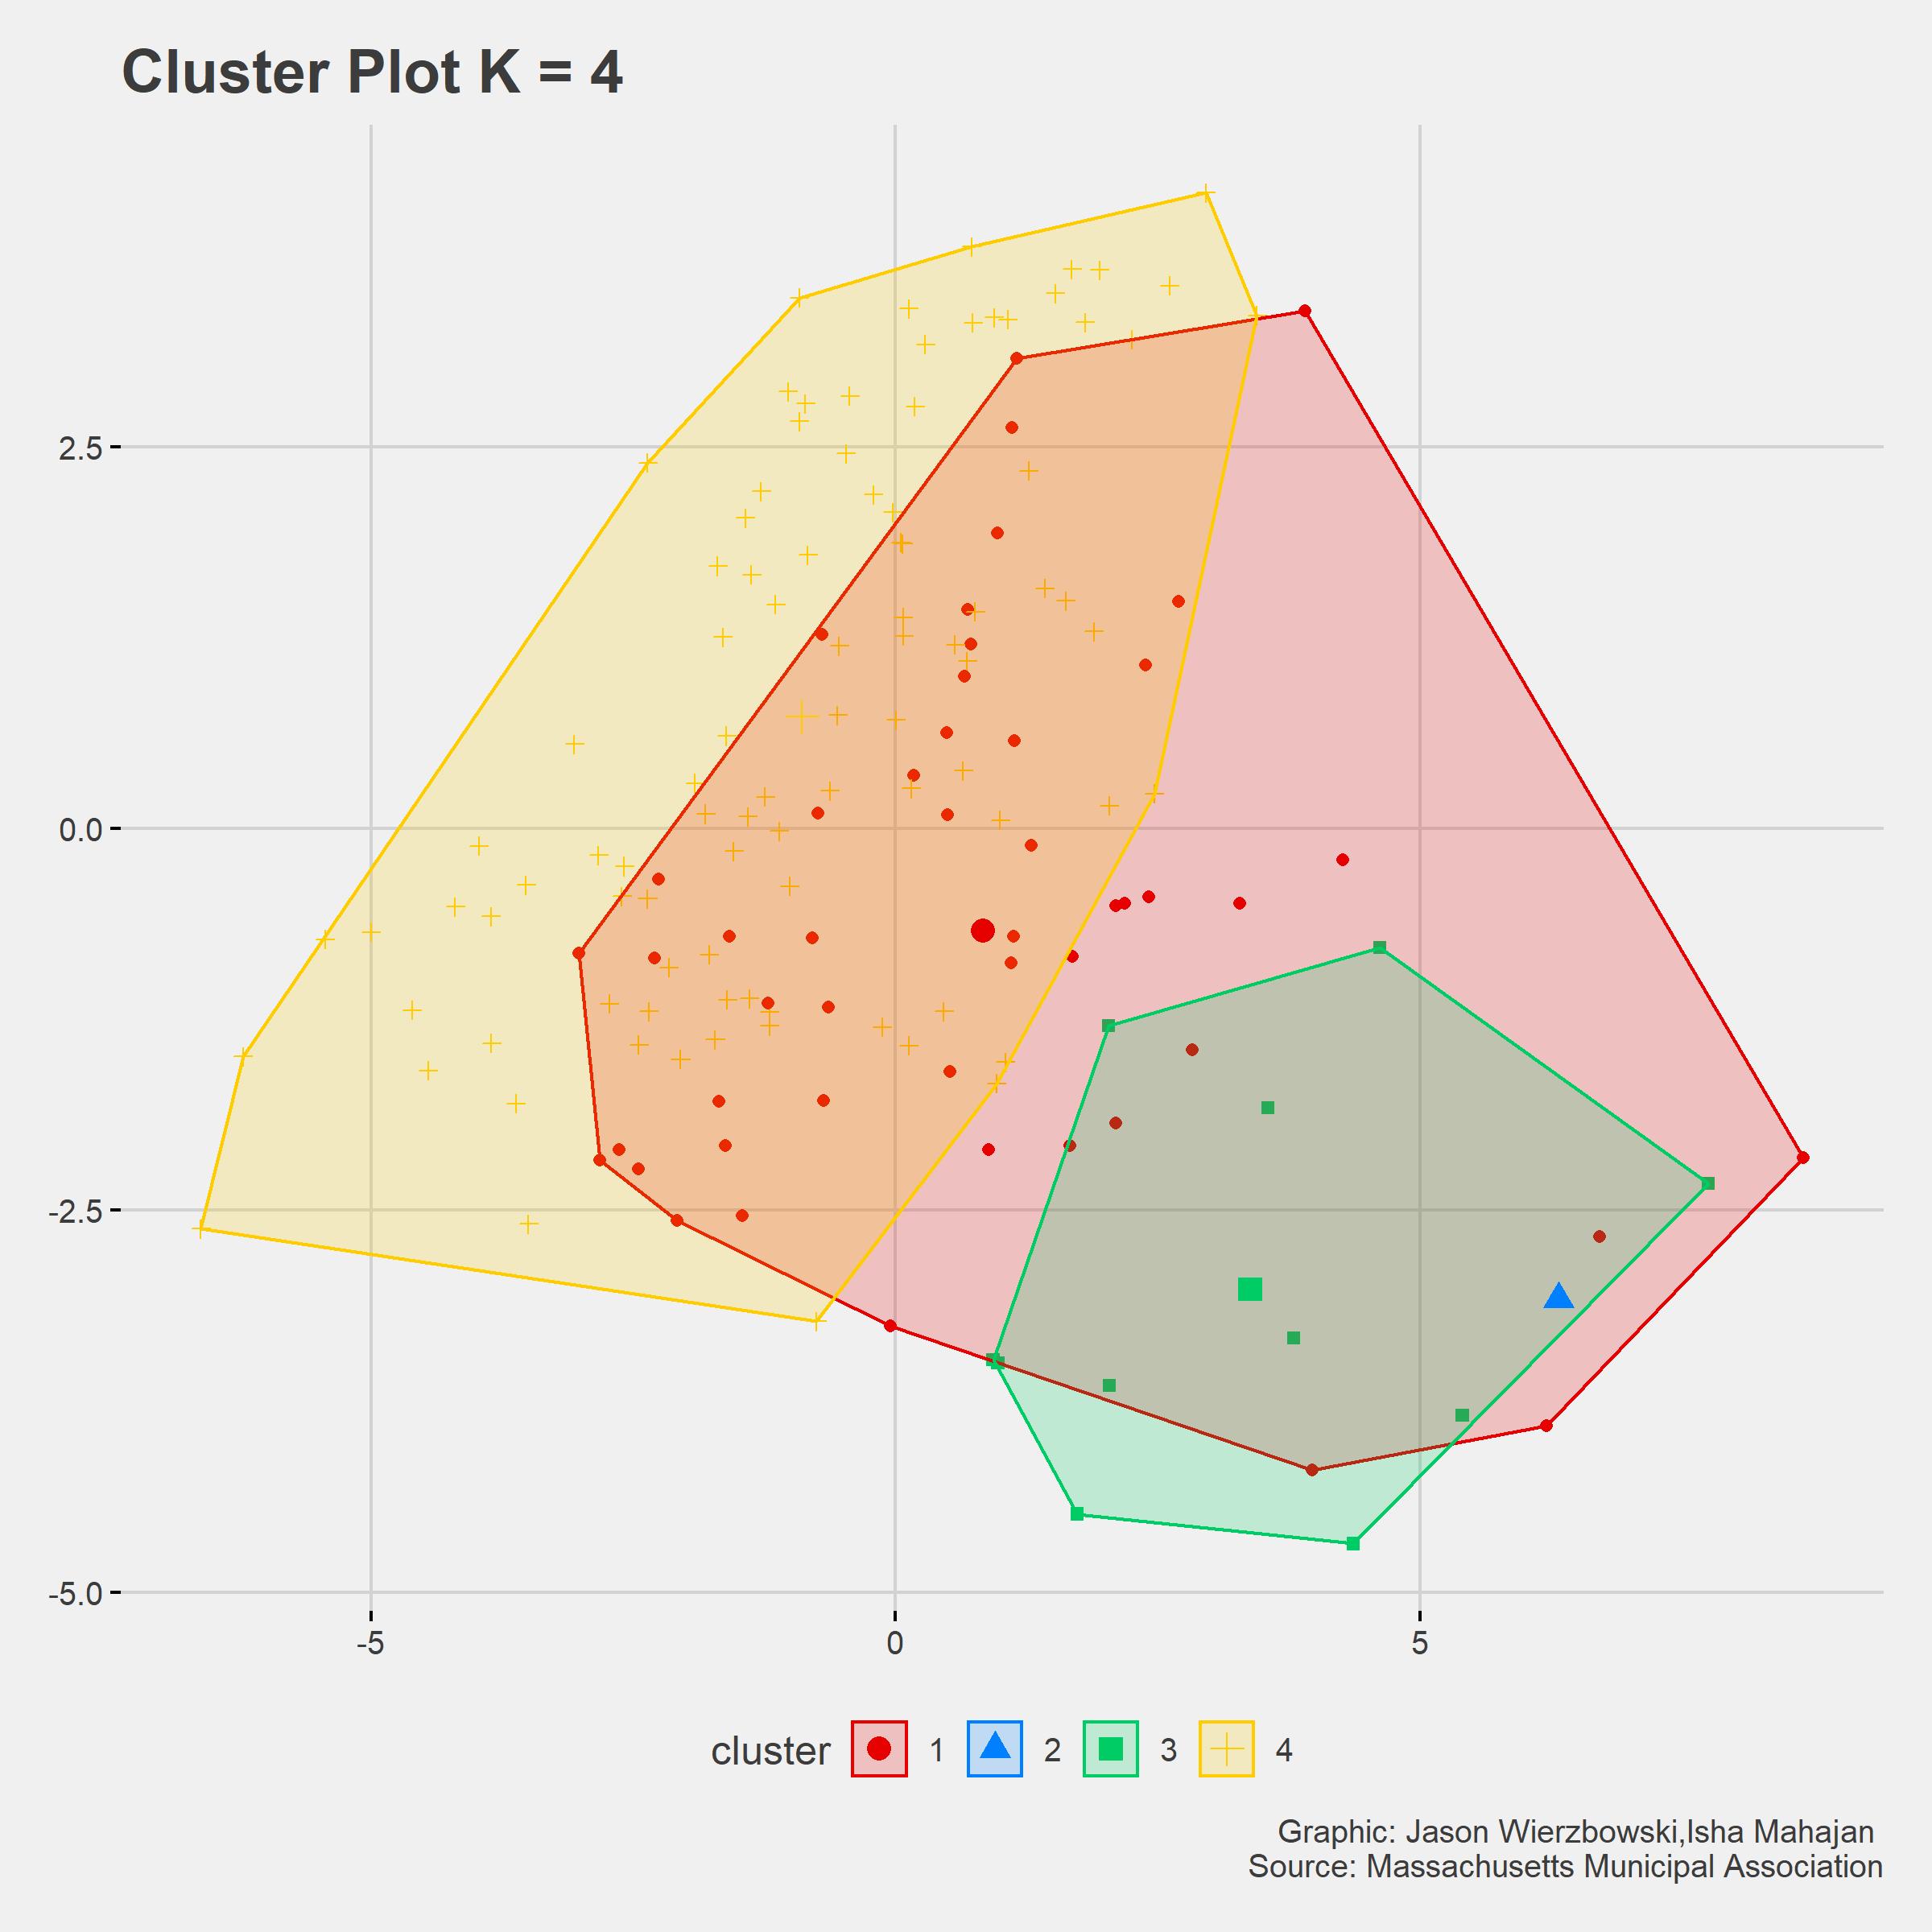 Cluster Plot K = 4
2.5
0.0
-2.5
-5.0
-5 0 5
cluster 1 2 3 4
Graphic: Jason Wierzbowski,Isha Mahajan
Source: Massachusetts Municipal Association